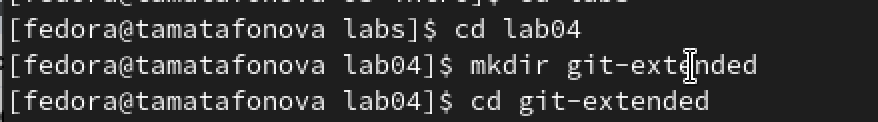 [fedora@tamatafonova labs]$ cd lab04
[fedora@tamatafonova lab04]$ mkdir git-extended
[fedora@tamatafonova lab04]$ cd git-extended